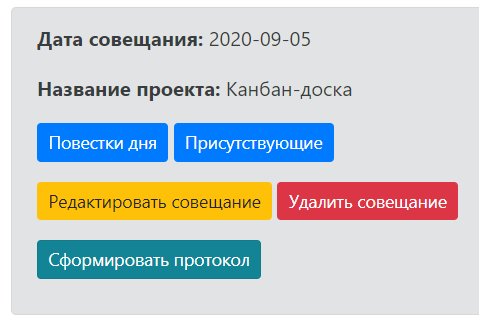 Дата совещания: 2020-09-05
Название проекта: Канбан-доска
Повестки дня Присутствующие
Редактировать совещание Удалить совещание
Сформировать протокол